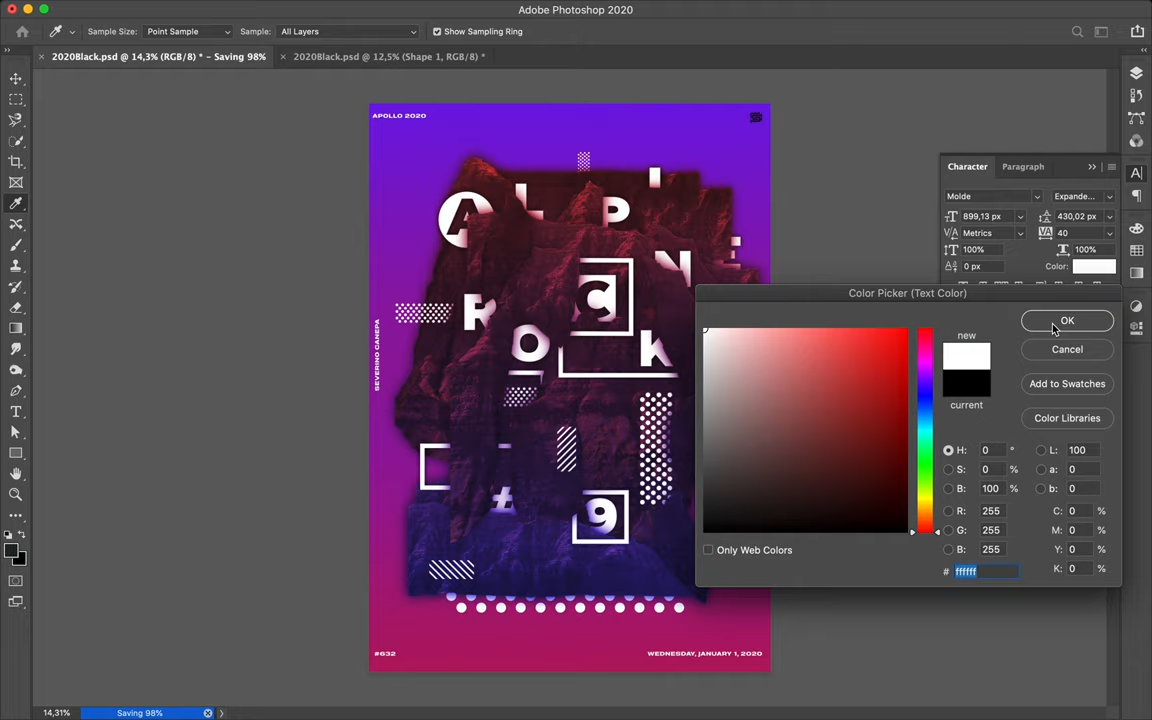 Adobe Photoshop 2020
Sample Size: Point Sample Sample: All Layers Show Sampling Ring
2020Black.psd @ 14,3% (RGB/8) * - Saving 98% 2020Black.psd @ 12,5% (Shape 1, RGB/8) *
APOLLO 2020
ALPINE
ROCK
C
#9
SEVERINO CANEPA
#632
WEDNESDAY, JANUARY 1, 2020
Character Paragraph
Molde Expande...
899,13 px 430,02 px
Metrics 40
100% 100%
0 px Color:
Color Picker (Text Color)
new
current
OK
Cancel
Add to Swatches
Color Libraries
H: 0 ° L: 100
S: 0 % a: 0
B: 100 % b: 0
R: 255 C: 0 %
G: 255 M: 0 %
B: 255 Y: 0 %
# ffffff K: 0 %
Only Web Colors
14,31% Saving 98%